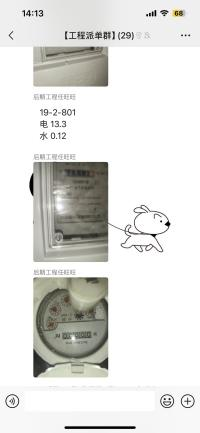 14:13
68
【工程派单群】(29)
后期工程任旺旺
19-2-801
电 13.3
水 0.12
后期工程任旺旺
后期工程任旺旺